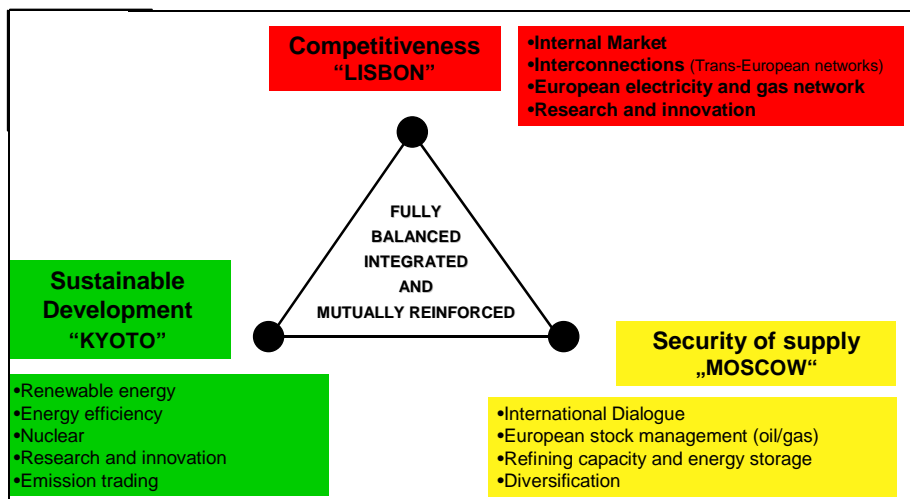 Competitiveness
“LISBON”
•Internal Market
•Interconnections (Trans-European networks)
•European electricity and gas network
•Research and innovation
FULLY
BALANCED
INTEGRATED
AND
MUTUALLY REINFORCED
Sustainable
Development
“KYOTO”
•Renewable energy
•Energy efficiency
•Nuclear
•Research and innovation
•Emission trading
Security of supply
„MOSCOW“
•International Dialogue
•European stock management (oil/gas)
•Refining capacity and energy storage
•Diversification